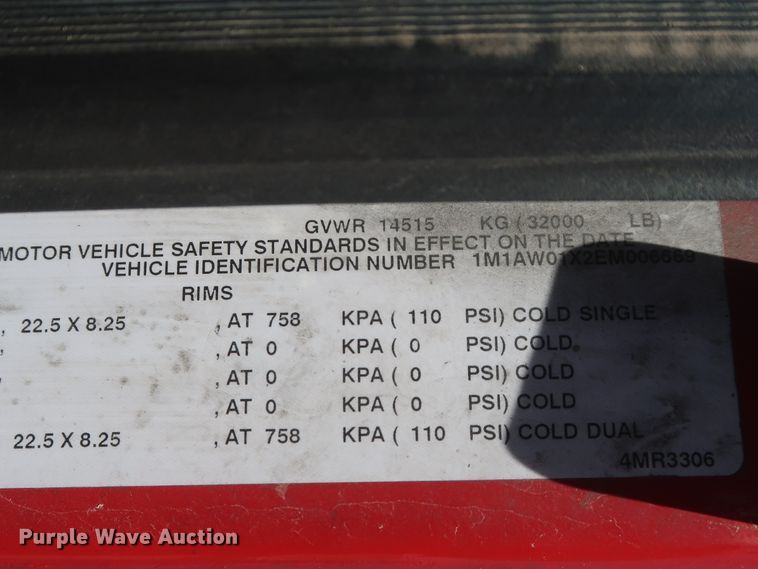 GVWR 14515 KG (32000 LB)
MOTOR VEHICLE SAFETY STANDARDS IN EFFECT ON THE DATE
VEHICLE IDENTIFICATION NUMBER 1M1AW01X2EM006669
RIMS
, 22.5 X 8.25 , AT 758 KPA ( 110 PSI) COLD SINGLE
, , AT 0 KPA ( 0 PSI) COLD,
, , AT 0 KPA ( 0 PSI) COLD
, AT 0 KPA ( 0 PSI) COLD
22.5 X 8.25 , AT 758 KPA ( 110 PSI) COLD DUAL
4MR3306
Purple Wave Auction